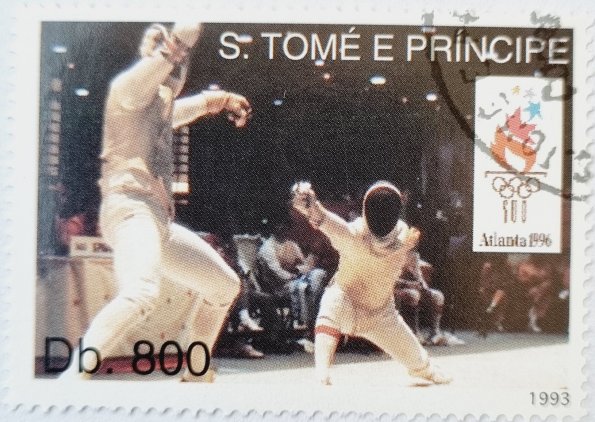 S. TOMÉ E PRÍNCIPE
Atlanta 1996
Db. 800
1993